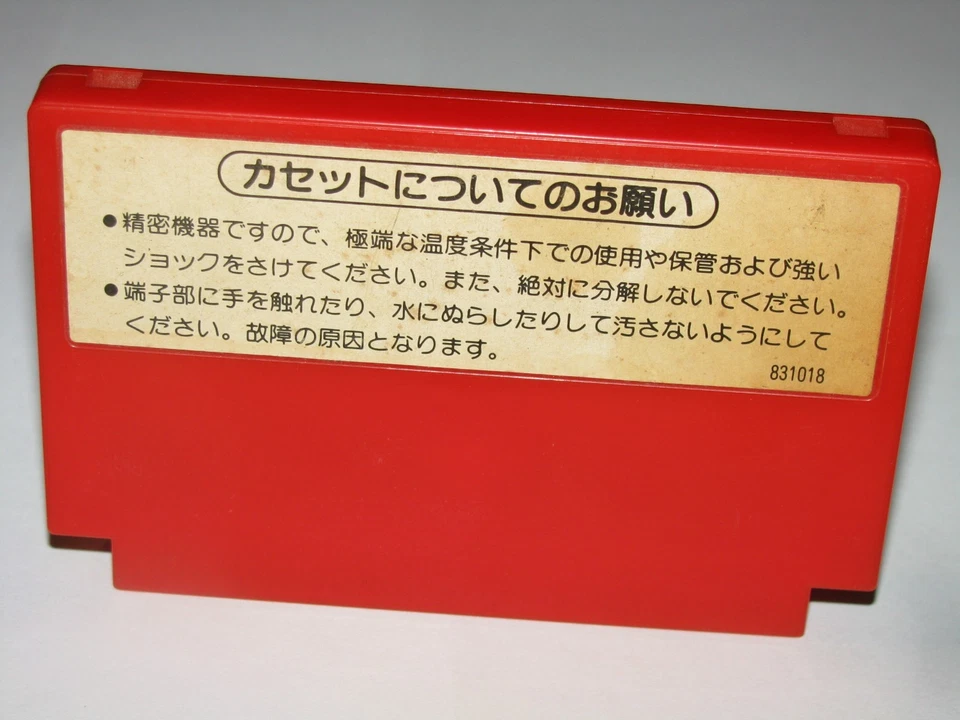 カセットについてのお願い
●精密機器ですので、極端な温度条件下での使用や保管および強い
ショックをさけてください。また、絶対に分解しないでください。
●端子部に手を触れたり、水にぬらしたりして汚さないようにして
ください。故障の原因となります。
831018